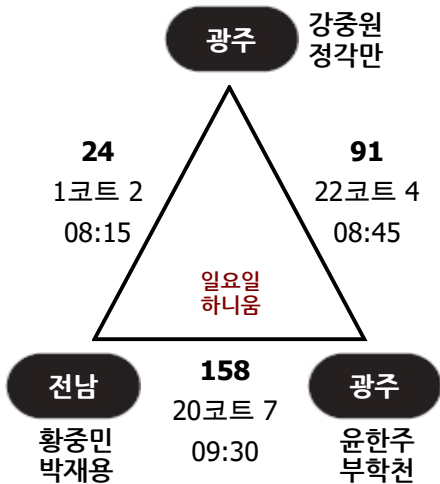 광주
강중원
정각만
24
1코트 2
08:15
91
22코트 4
08:45
일요일
하니움
전남
황중민
박재용
158
20코트 7
09:30
광주
윤한주
부학천